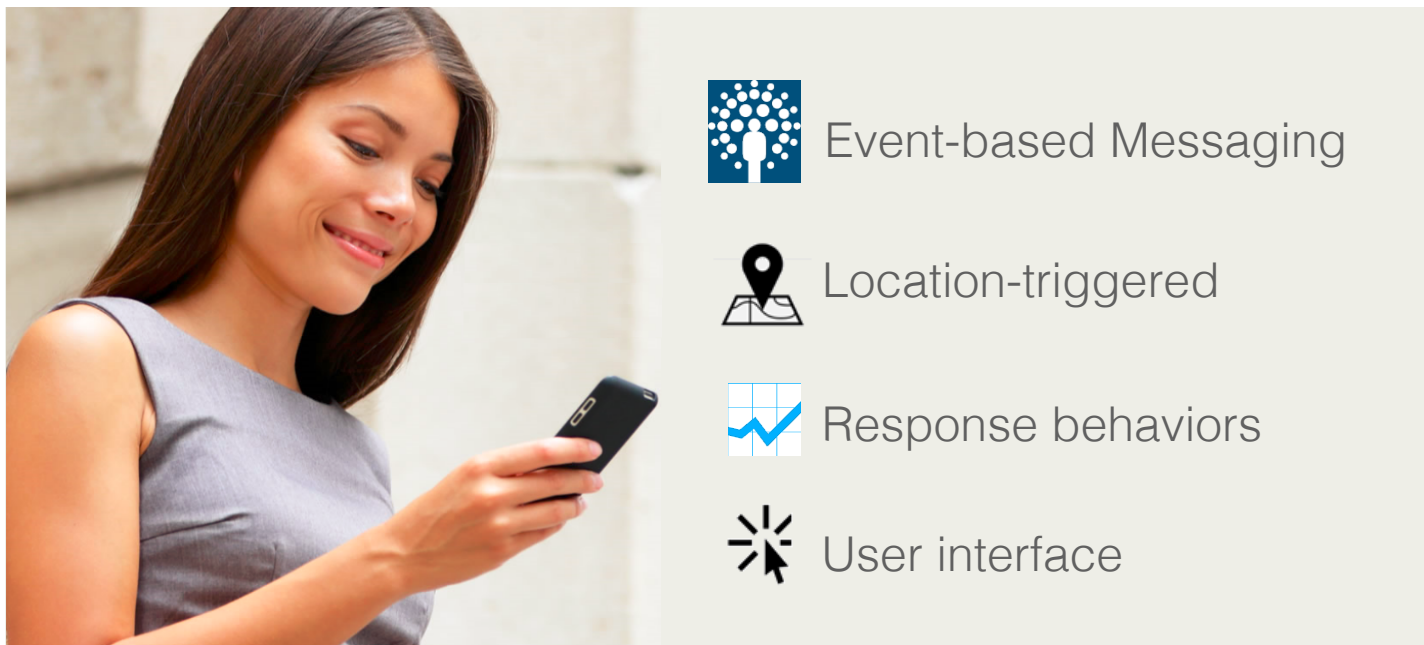 Event-based Messaging
Location-triggered
Response behaviors
User interface